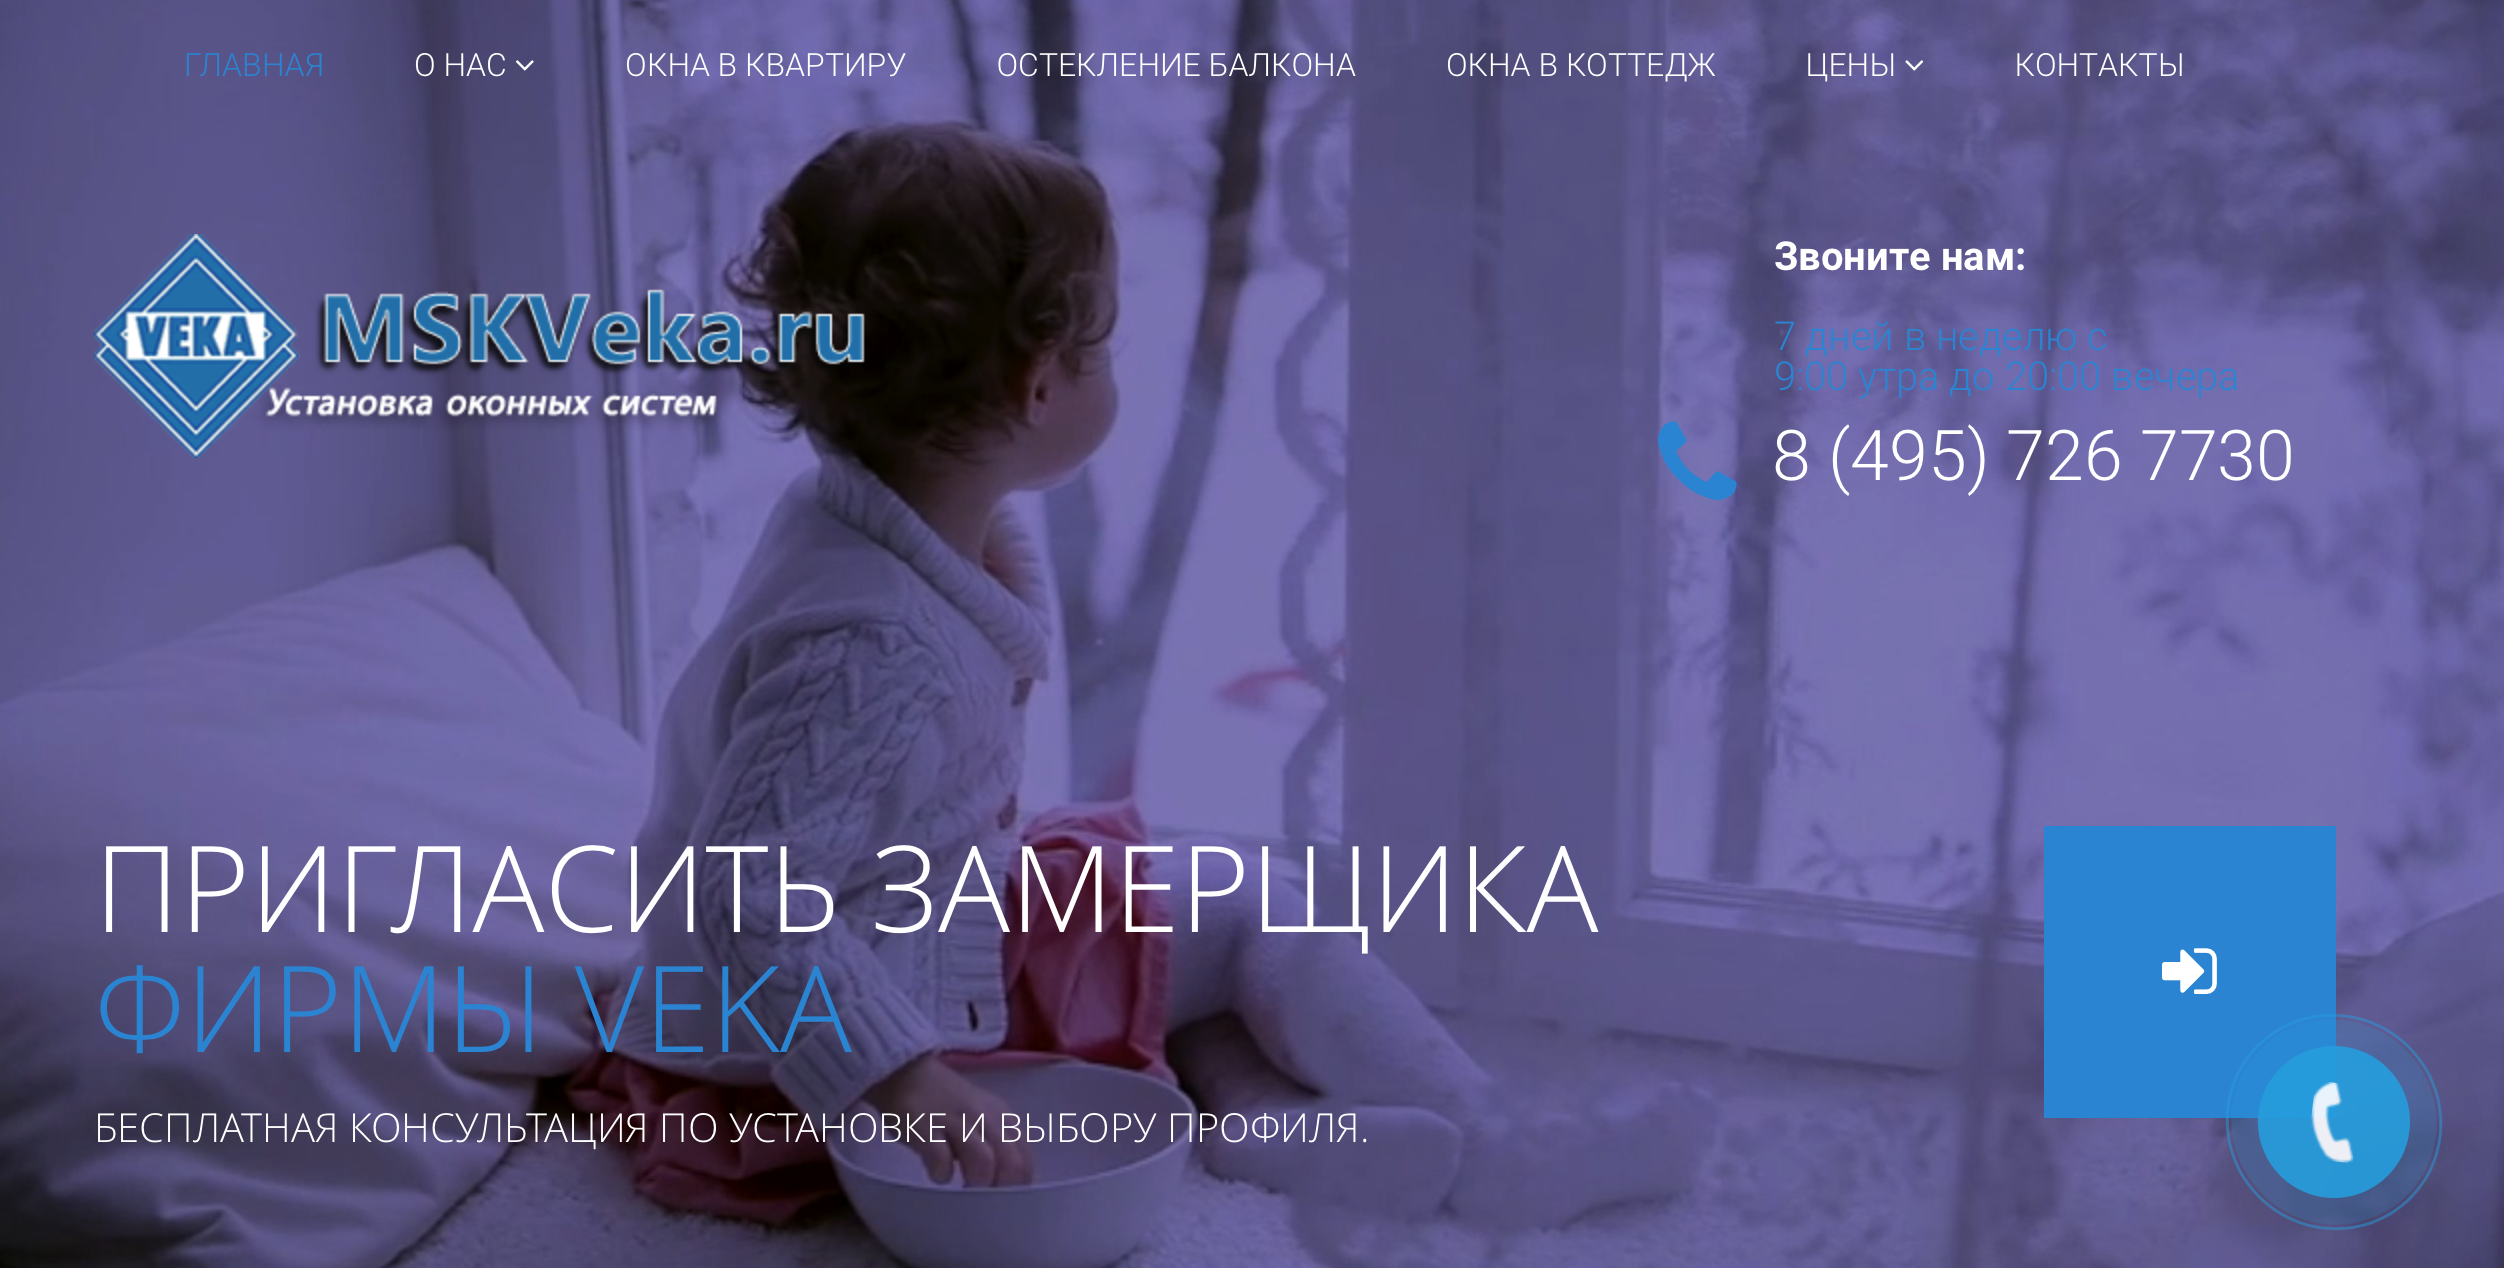 ГЛАВНАЯ
О НАС
ОКНА В КВАРТИРУ
ОСТЕКЛЕНИЕ БАЛКОНА
ОКНА В КОТТЕДЖ
ЦЕНЫ
КОНТАКТЫ
VEKA
MSKVeka.ru
Установка оконных систем
Звоните нам:
7 дней в неделю с
9:00 утра до 20:00 вечера
8 (495) 726 7730
ПРИГЛАСИТЬ ЗАМЕРЩИКА
ФИРМЫ VEKA
БЕСПЛАТНАЯ КОНСУЛЬТАЦИЯ ПО УСТАНОВКЕ И ВЫБОРУ ПРОФИЛЯ.